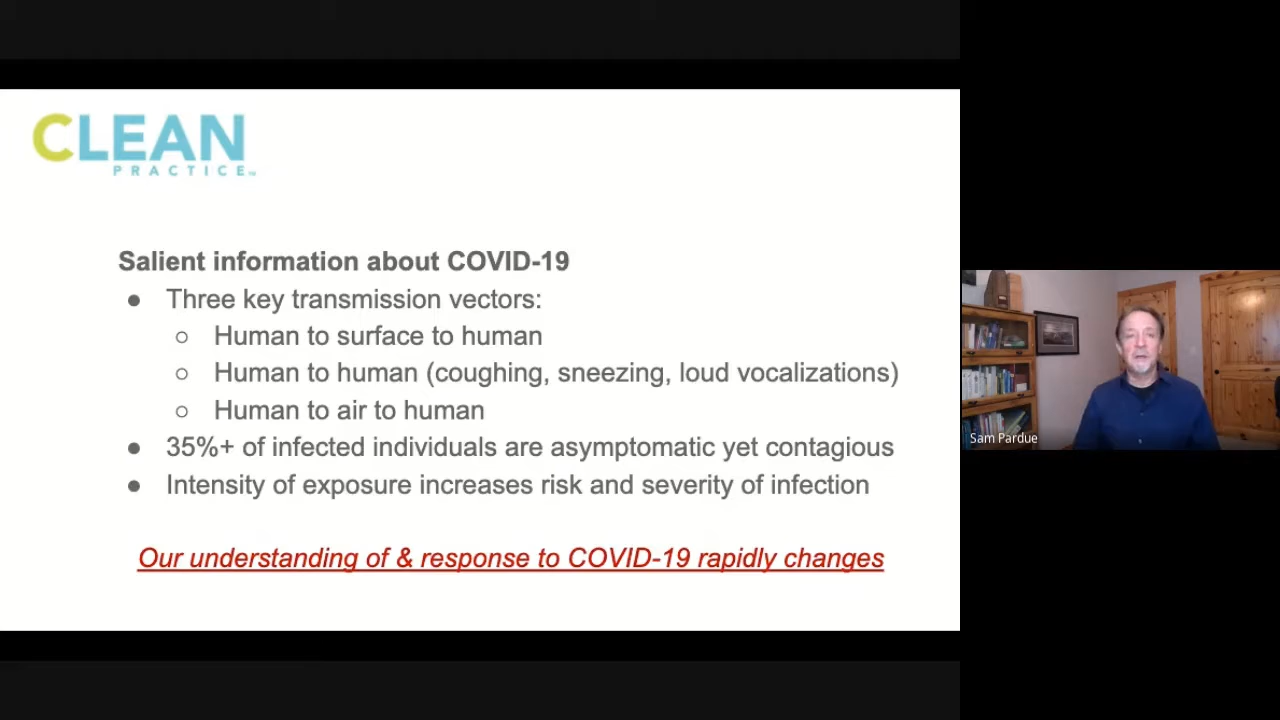 CLEAN
PRACTICE
Salient information about COVID-19
● Three key transmission vectors:
○ Human to surface to human
○ Human to human (coughing, sneezing, loud vocalizations)
○ Human to air to human
● 35%+ of infected individuals are asymptomatic yet contagious
● Intensity of exposure increases risk and severity of infection
Our understanding of & response to COVID-19 rapidly changes
Sam Pardue